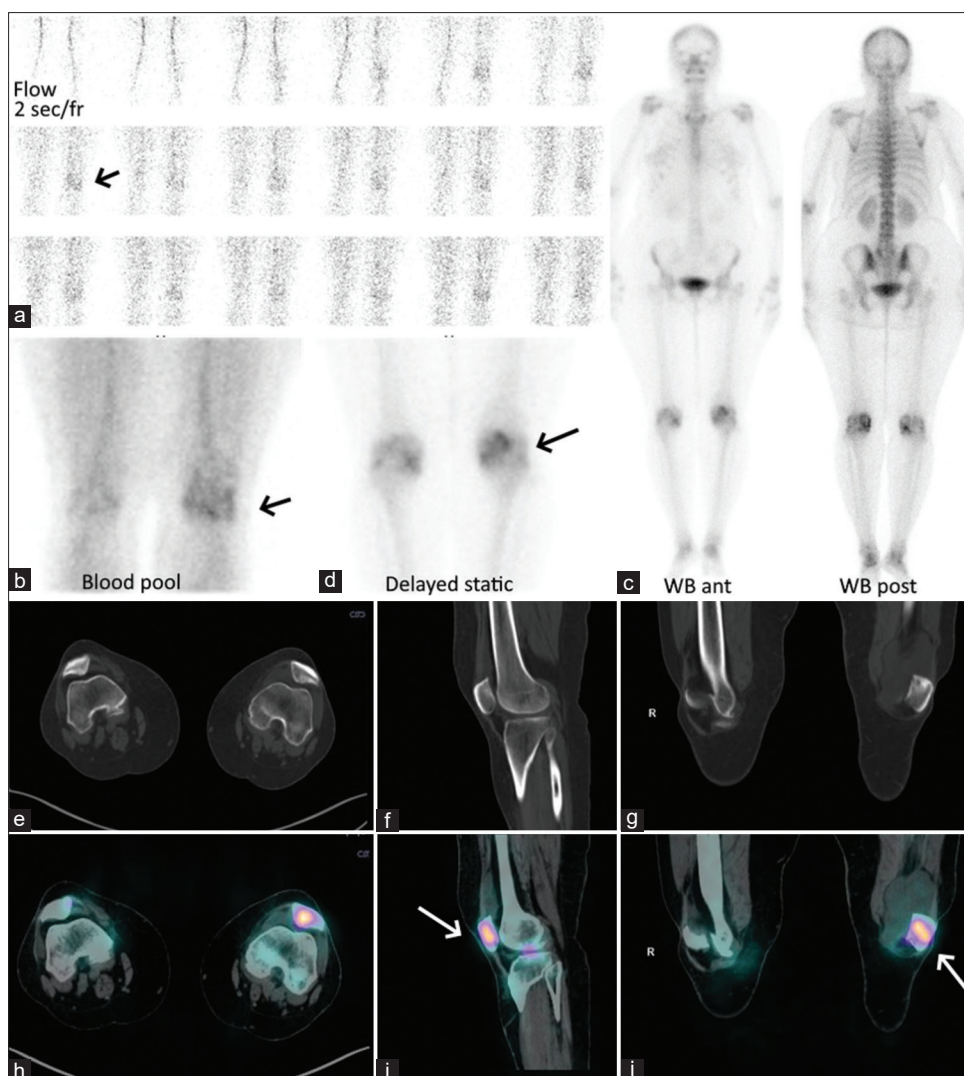 Flow
2 sec/fr
a
b
Blood pool
d
Delayed static
c
WB ant
WB post
e
f
R
g
h
i
R
j